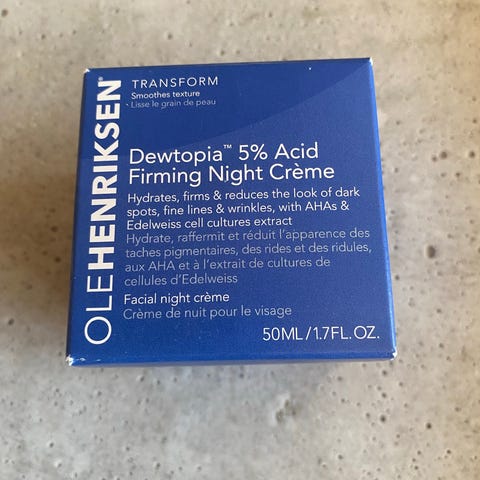 OLEHENRIKSEN®
TRANSFORM
Smoothes texture
• Lisse le grain de peau
Dewtopia™ 5% Acid
Firming Night Crème
Hydrates, firms & reduces the look of dark
spots, fine lines & wrinkles, with AHAs &
Edelweiss cell cultures extract
Hydrate, raffermit et réduit l'apparence des
taches pigmentaires, des rides et des ridules,
aux AHA et à l'extrait de cultures de
cellules d'Edelweiss
Facial night crème
Crème de nuit pour le visage
50ML/1.7FL.OZ.